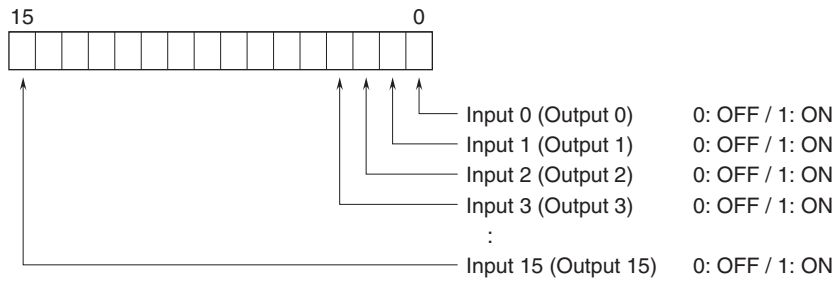 15 0
Input 0 (Output 0) 0: OFF / 1: ON
Input 1 (Output 1) 0: OFF / 1: ON
Input 2 (Output 2) 0: OFF / 1: ON
Input 3 (Output 3) 0: OFF / 1: ON
:
Input 15 (Output 15) 0: OFF / 1: ON